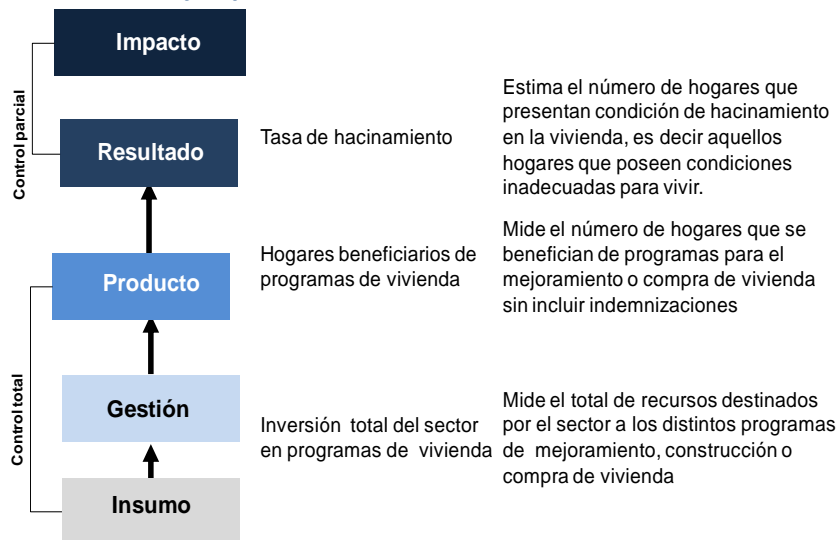 Impacto
Control parcial
Resultado
Tasa de hacinamiento
Estima el número de hogares que
presentan condición de hacinamiento
en la vivienda, es decir aquellos
hogares que poseen condiciones
inadecuadas para vivir.
Producto
Hogares beneficiarios de
programas de vivienda
Mide el número de hogares que se
benefician de programas para el
mejoramiento o compra de vivienda
sin incluir indemnizaciones
Control total
Gestión
Inversión total del sector
en programas de vivienda
Mide el total de recursos destinados
por el sector a los distintos programas
de mejoramiento, construcción o
compra de vivienda
Insumo